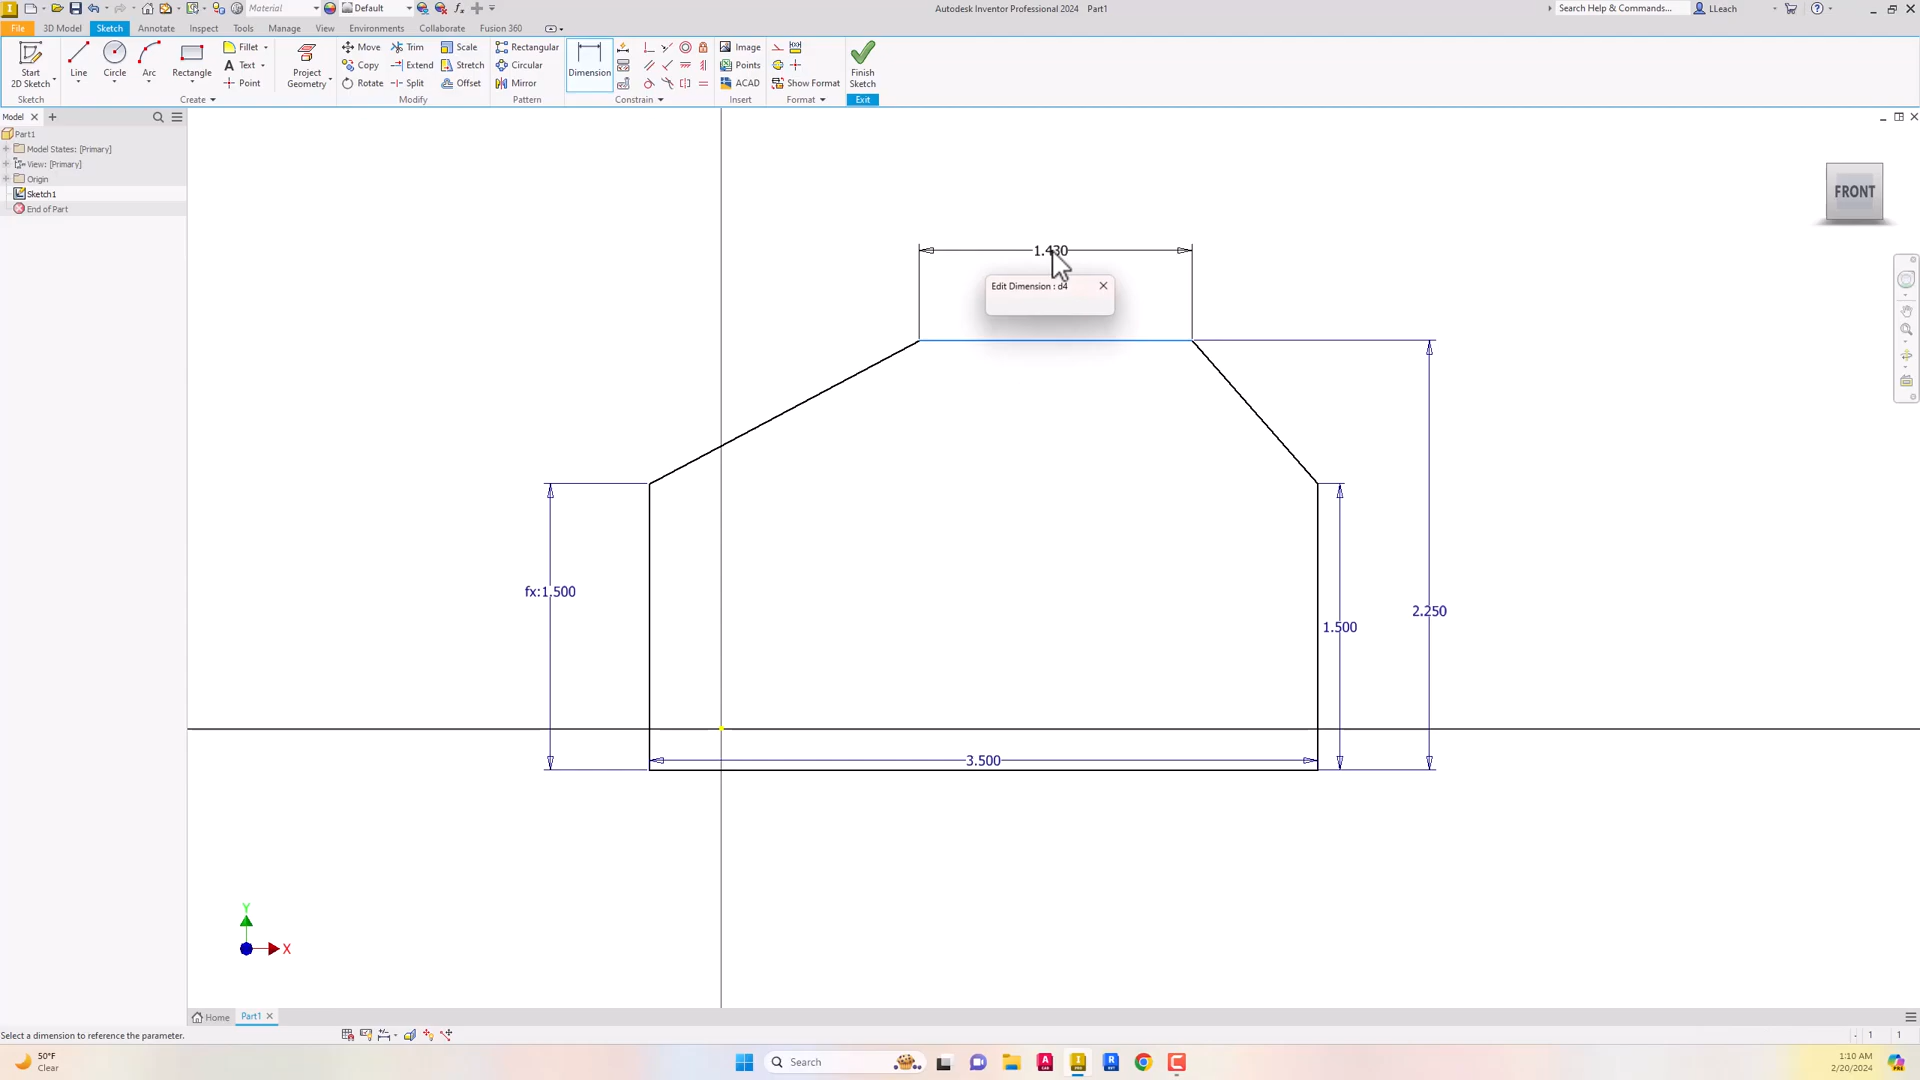 Material
Default
Autodesk Inventor Professional 2024 Part1
Search Help & Commands...
LLeach
File 3D Model Sketch Annotate Inspect Tools Manage View Environments Collaborate Fusion 360
Start 2D Sketch
Line
Circle
Arc
Rectangle
Fillet
Text
Point
Project Geometry
Move
Copy
Rotate
Trim
Extend
Split
Scale
Stretch
Offset
Rectangular
Circular
Mirror
Dimension
Image
Points
ACAD
Show Format
Finish Sketch
Sketch
Create
Modify
Pattern
Constrain
Insert
Format
Exit
Model
Part1
Model States: [Primary]
View: [Primary]
Origin
Sketch1
End of Part
FRONT
1.430
Edit Dimension : d4
fx:1.500
2.250
1.500
3.500
Y
X
Home
Part1
Select a dimension to reference the parameter.
1 1
50°F
Clear
Search
1:10 AM
2/20/2024